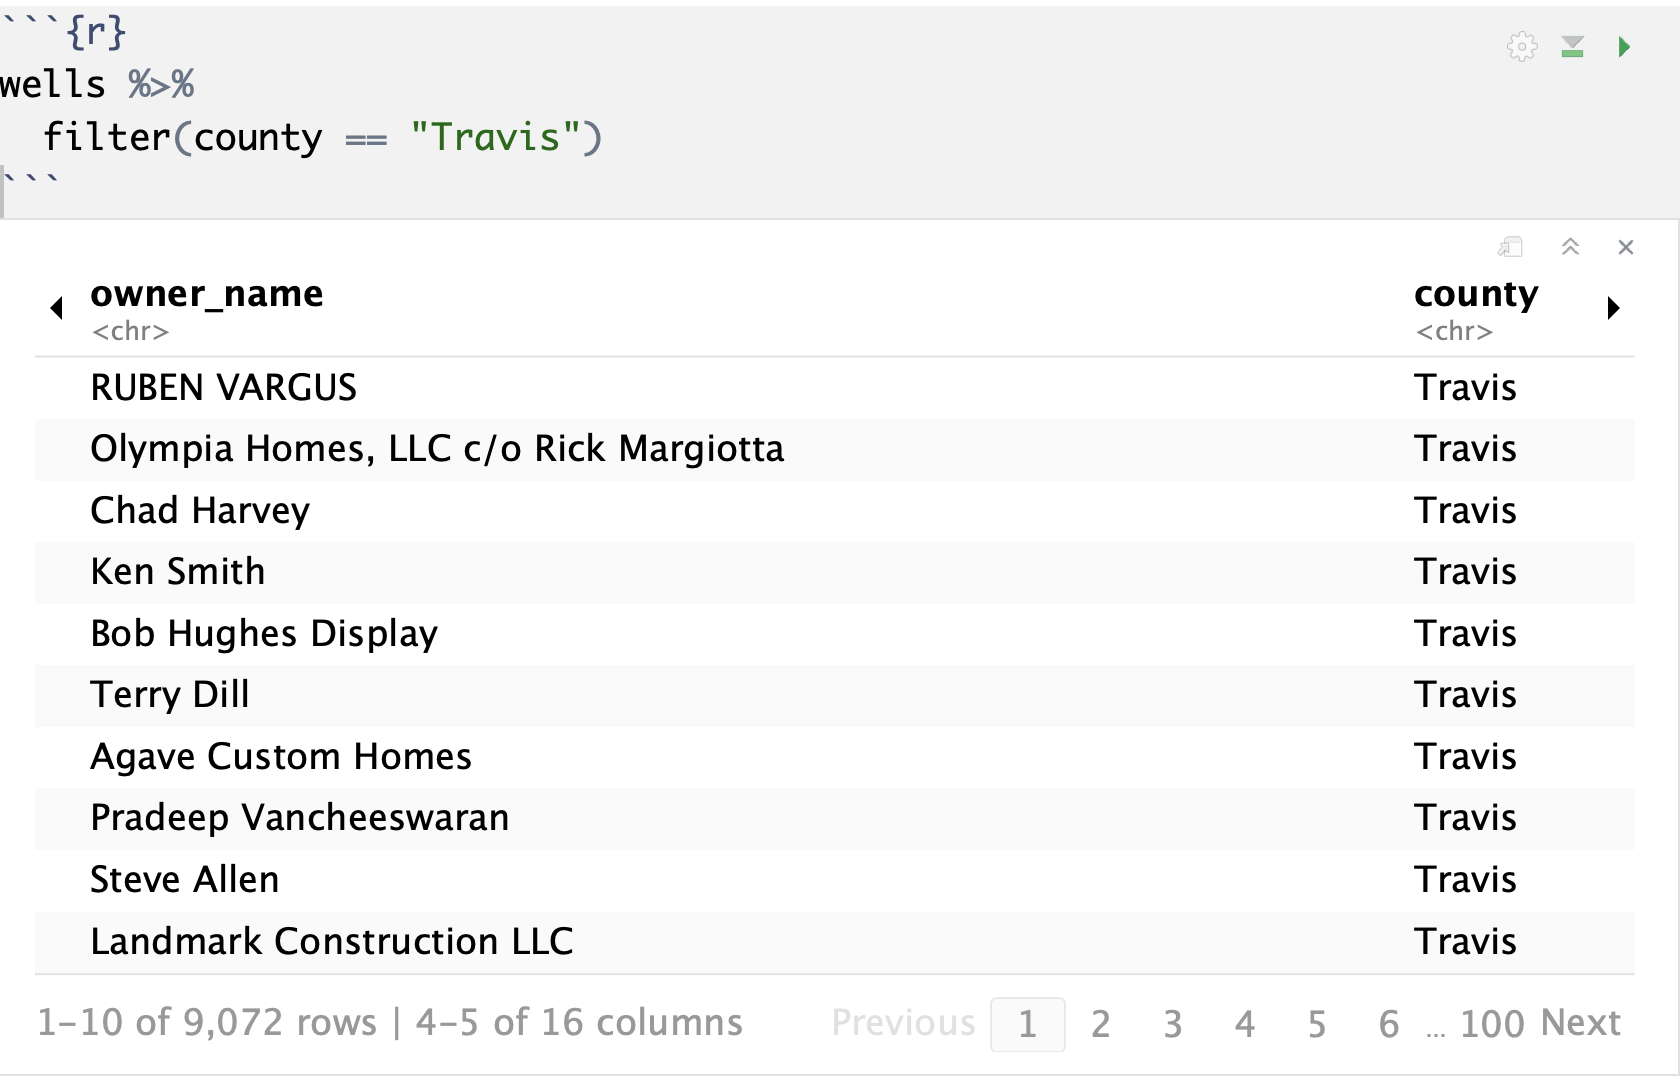 ```{r}
wells %>%
  filter(county == "Travis")
```
owner_name county
<chr> <chr>
RUBEN VARGUS Travis
Olympia Homes, LLC c/o Rick Margiotta Travis
Chad Harvey Travis
Ken Smith Travis
Bob Hughes Display Travis
Terry Dill Travis
Agave Custom Homes Travis
Pradeep Vancheeswaran Travis
Steve Allen Travis
Landmark Construction LLC Travis
1–10 of 9,072 rows | 4–5 of 16 columns Previous 1 2 3 4 5 6 ... 100 Next